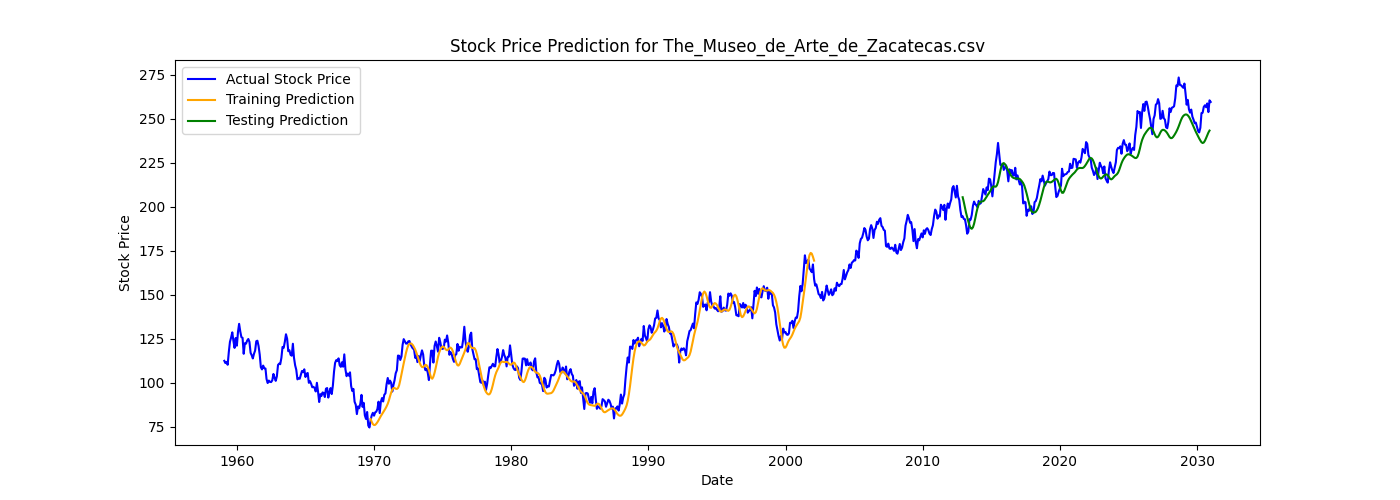 Stock Price Prediction for The_Museo_de_Arte_de_Zacatecas.csv
Actual Stock Price
Training Prediction
Testing Prediction
Stock Price
275
250
225
200
175
150
125
100
75
1960 1970 1980 1990 2000 2010 2020 2030
Date